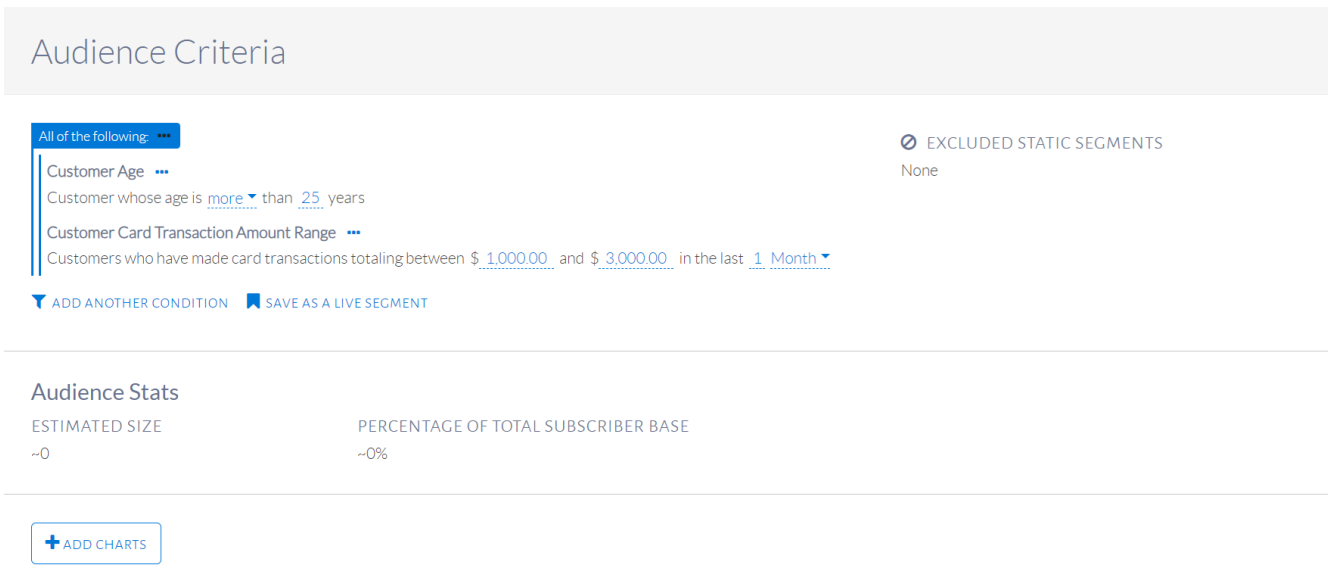 Audience Criteria
All of the following: •••
EXCLUDED STATIC SEGMENTS
None
Customer Age •••
Customer whose age is more than 25 years
Customer Card Transaction Amount Range •••
Customers who have made card transactions totaling between $ 1,000.00 and $ 3,000.00 in the last 1 Month
ADD ANOTHER CONDITION SAVE AS A LIVE SEGMENT
Audience Stats
ESTIMATED SIZE PERCENTAGE OF TOTAL SUBSCRIBER BASE
~0 ~0%
ADD CHARTS